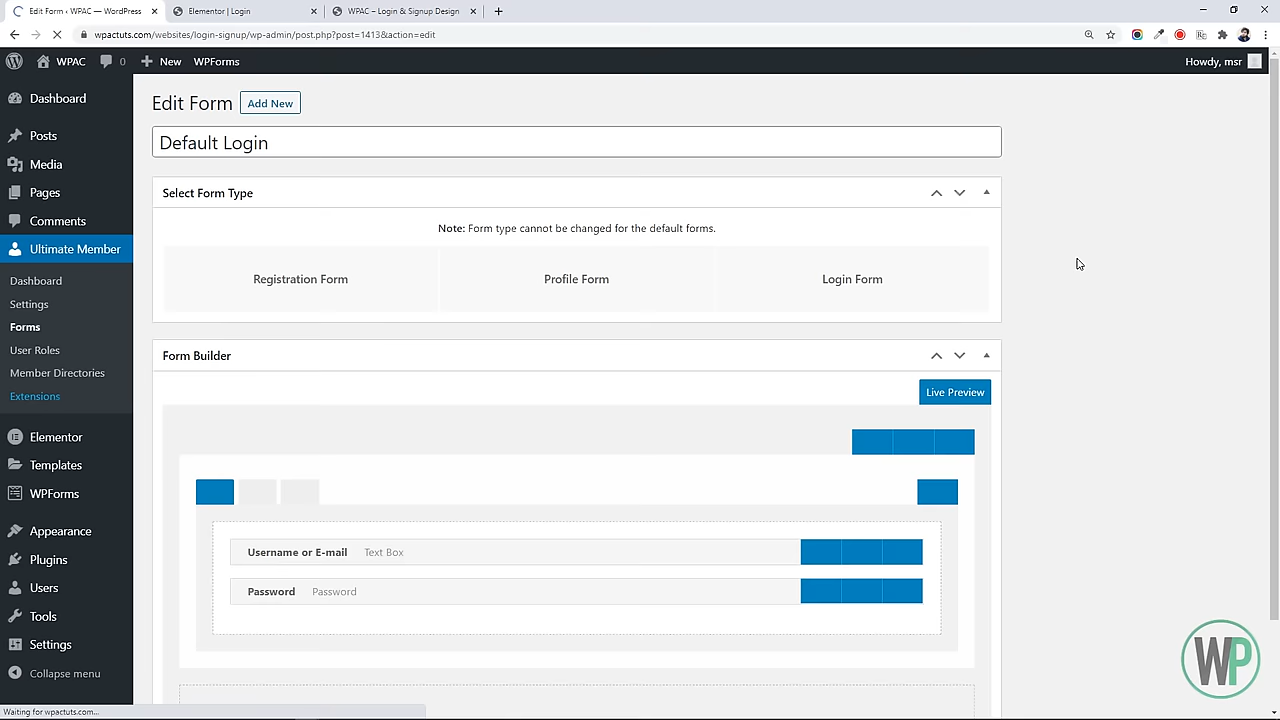 Edit Form ‹ WPAC — WordPress
Elementor | Login
WPAC – Login & Signup Design
wpactuts.com/websites/login-signup/wp-admin/post.php?post=1413&action=edit
WPAC
0
New
WPForms
Howdy, msr
Dashboard
Posts
Media
Pages
Comments
Ultimate Member
Dashboard
Settings
Forms
User Roles
Member Directories
Extensions
Elementor
Templates
WPForms
Appearance
Plugins
Users
Tools
Settings
Collapse menu
Edit Form
Add New
Default Login
Select Form Type
Note: Form type cannot be changed for the default forms.
Registration Form
Profile Form
Login Form
Form Builder
Live Preview
Username or E-mail Text Box
Password Password
WP
Waiting for wpactuts.com...